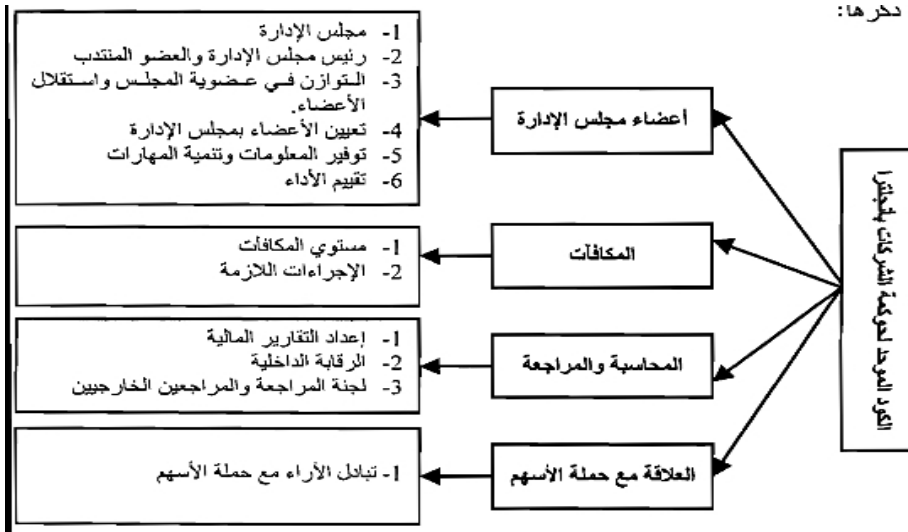 ذكرها:
الكود الموحد لحوكمة الشركات بانجلترا
أعضاء مجلس الإدارة
1- مجلس الإدارة
2- رئيس مجلس الإدارة والعضو المنتدب
3- التوازن في عضوية المجلس واستقلال
الأعضاء.
4- تعيين الأعضاء بمجلس الإدارة
5- توفير المعلومات وتنمية المهارات
6- تقييم الأداء
المكافآت
1- مستوي المكافآت
2- الإجراءات اللازمة
المحاسبة والمراجعة
1- إعداد التقارير المالية
2- الرقابة الداخلية
3- لجنة المراجعة والمراجعين الخارجيين
العلاقة مع حملة الأسهم
1- تبادل الأراء مع حملة الأسهم